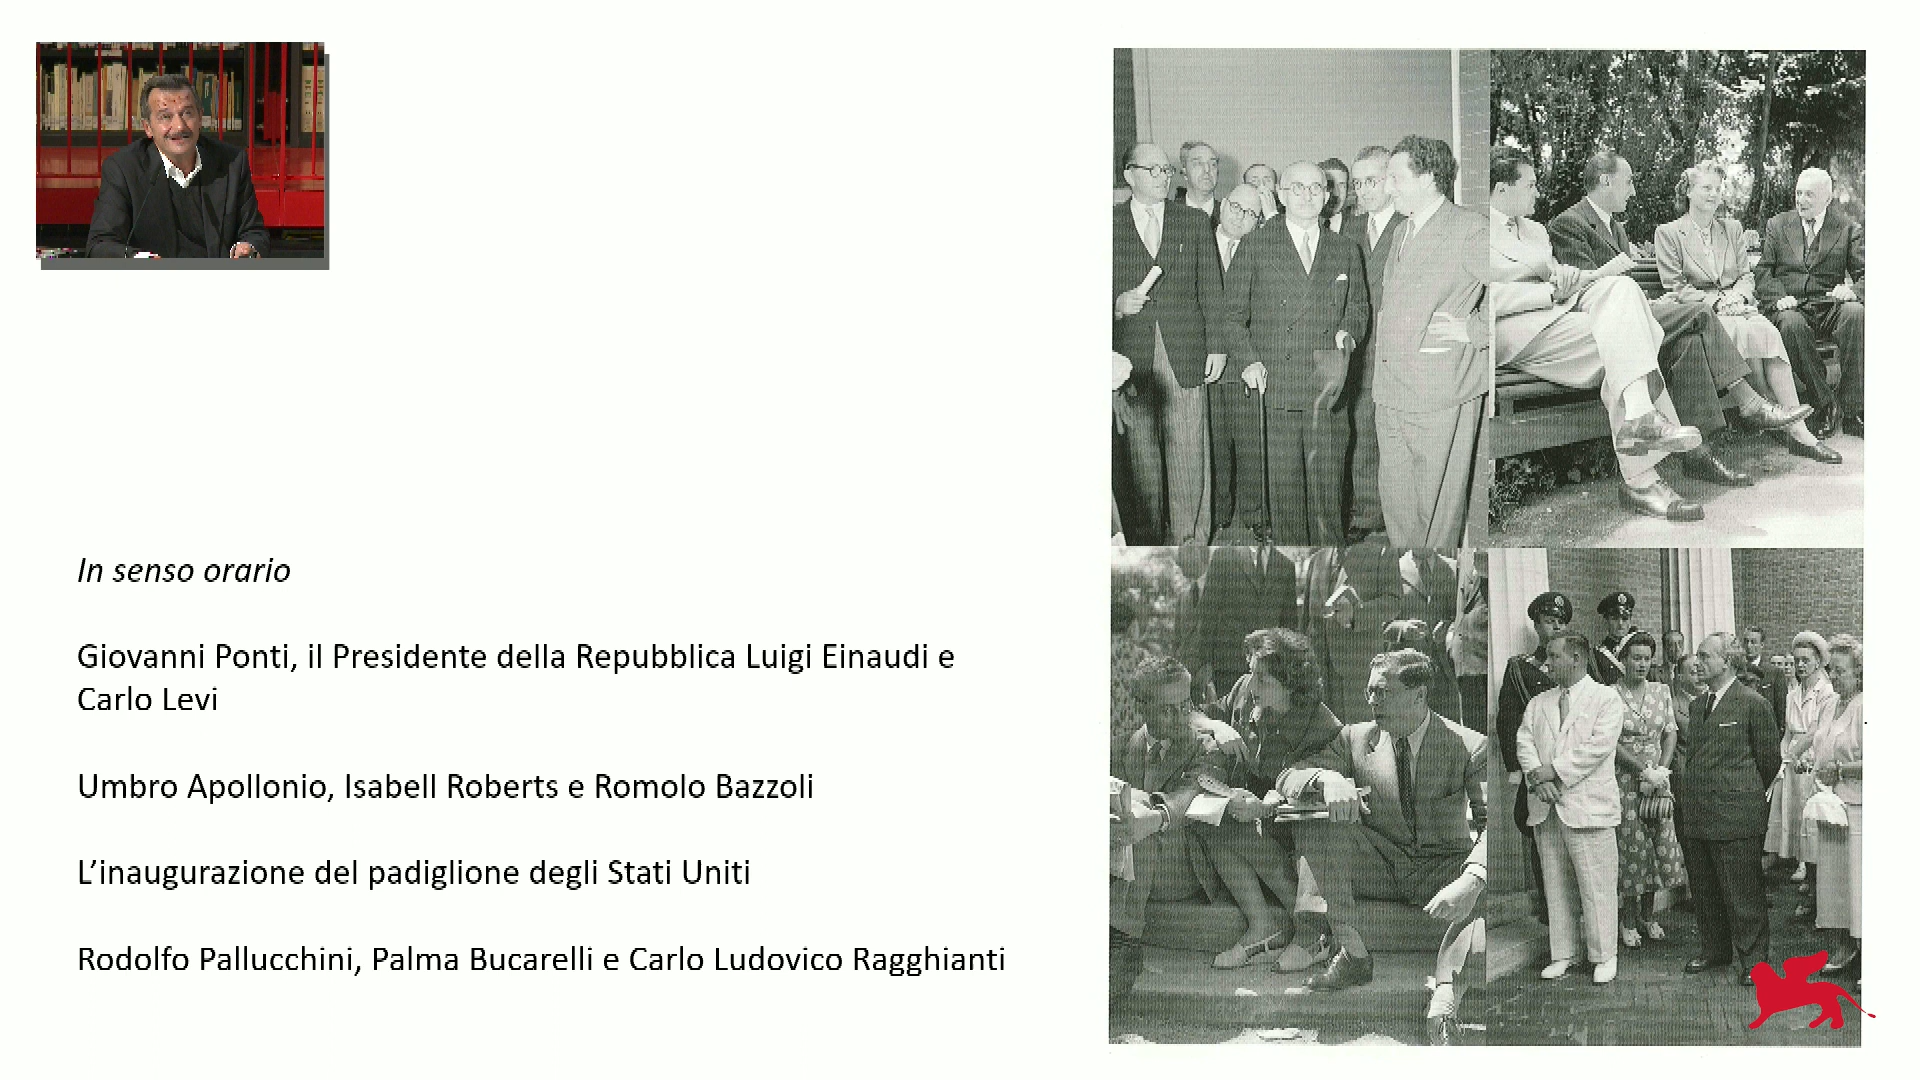 In senso orario
Giovanni Ponti, il Presidente della Repubblica Luigi Einaudi e
Carlo Levi
Umbro Apollonio, Isabell Roberts e Romolo Bazzoli
L’inaugurazione del padiglione degli Stati Uniti
Rodolfo Pallucchini, Palma Bucarelli e Carlo Ludovico Ragghianti